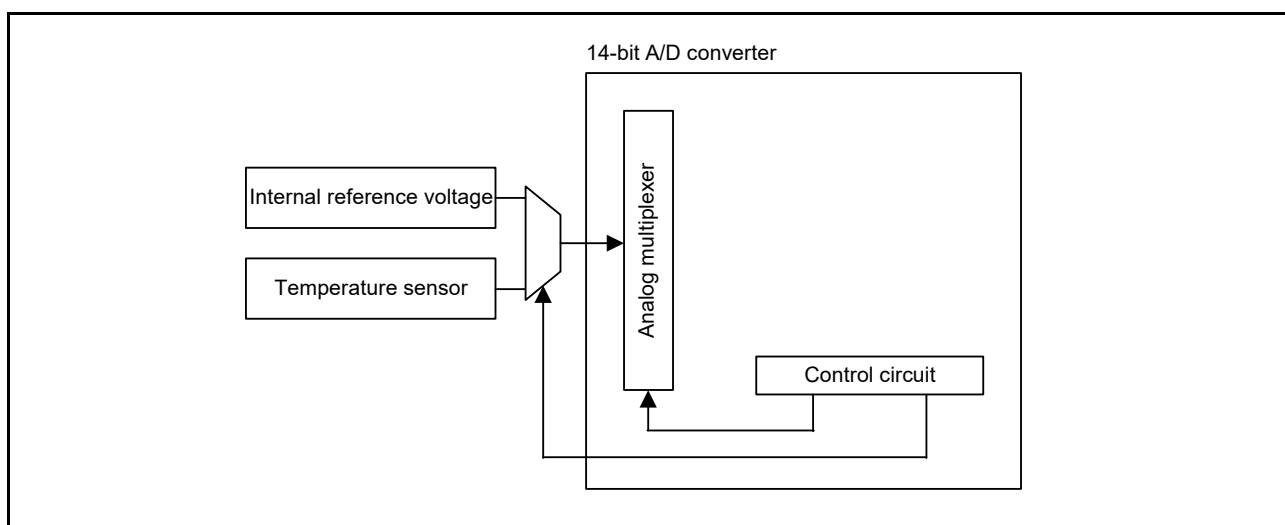 14-bit A/D converter
Internal reference voltage
Analog multiplexer
Temperature sensor
Control circuit